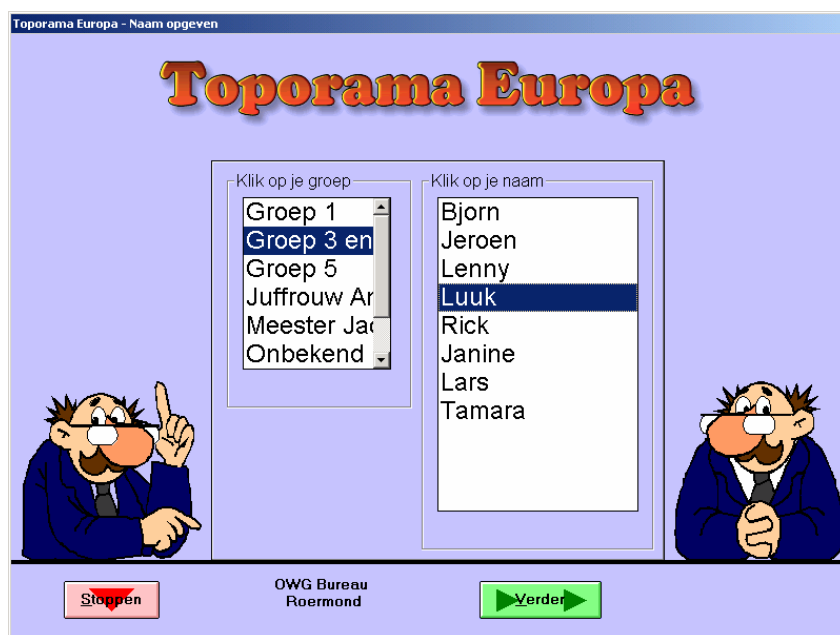 Toporama Europa - Naam opgeven
Toporama Europa
Klik op je groep
Groep 1
Groep 3 en
Groep 5
Juffrouw Ar
Meester Jac
Onbekend
Klik op je naam
Bjorn
Jeroen
Lenny
Luuk
Rick
Janine
Lars
Tamara
Stoppen
OWG Bureau
Roermond
Verder